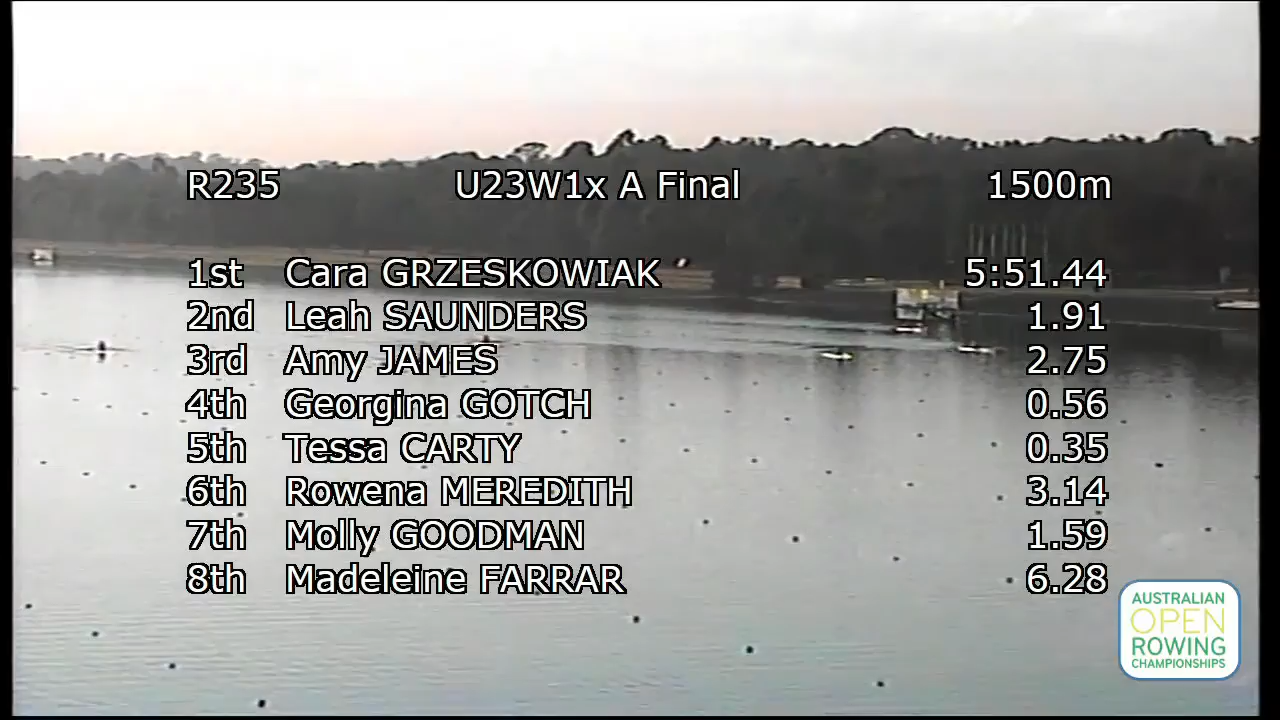 R235 U23W1x A Final 1500m
1st Cara GRZESKOWIAK 5:51.44
2nd Leah SAUNDERS 1.91
3rd Amy JAMES 2.75
4th Georgina GOTCH 0.56
5th Tessa CARTY 0.35
6th Rowena MEREDITH 3.14
7th Molly GOODMAN 1.59
8th Madeleine FARRAR 6.28
AUSTRALIAN
OPEN
ROWING
CHAMPIONSHIPS